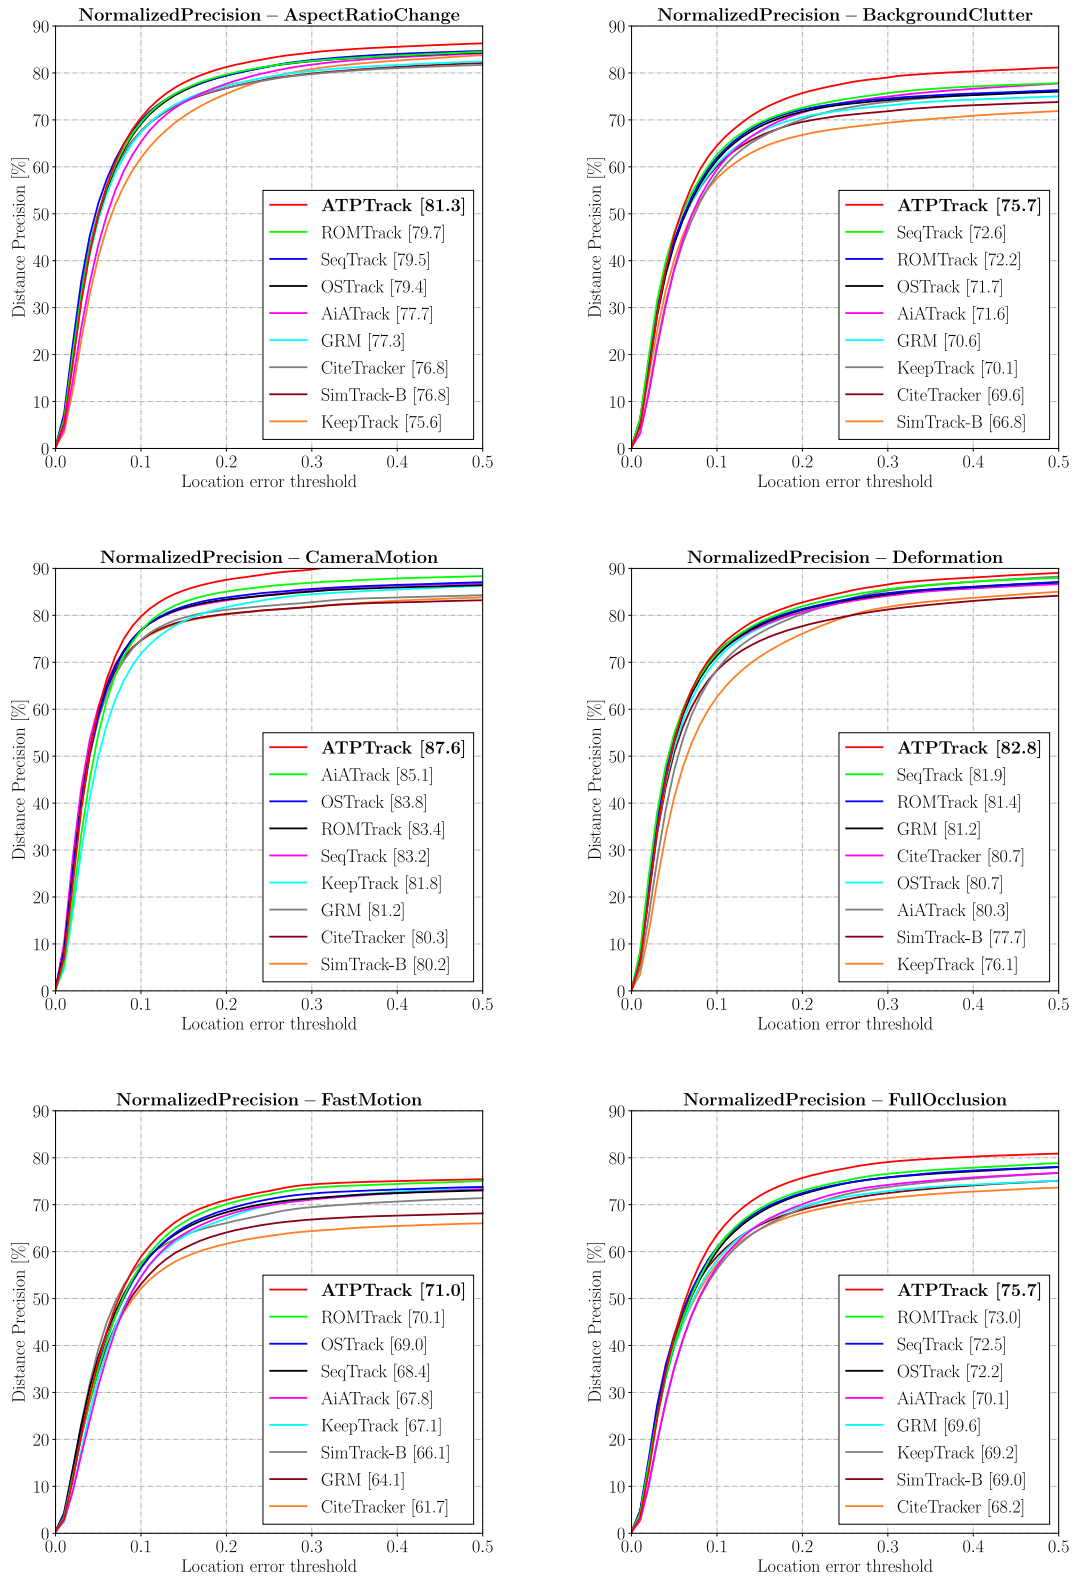 NormalizedPrecision – AspectRatioChange
Distance Precision [%]
90
80
70
60
50
40
30
20
10
0
ATPTrack [81.3]
ROMTrack [79.7]
SeqTrack [79.5]
OSTrack [79.4]
AiATrack [77.7]
GRM [77.3]
CiteTracker [76.8]
SimTrack-B [76.8]
KeepTrack [75.6]
0.0 0.1 0.2 0.3 0.4 0.5
Location error threshold
NormalizedPrecision – BackgroundClutter
Distance Precision [%]
90
80
70
60
50
40
30
20
10
0
ATPTrack [75.7]
SeqTrack [72.6]
ROMTrack [72.2]
OSTrack [71.7]
AiATrack [71.6]
GRM [70.6]
KeepTrack [70.1]
CiteTracker [69.6]
SimTrack-B [66.8]
0.0 0.1 0.2 0.3 0.4 0.5
Location error threshold
NormalizedPrecision – CameraMotion
Distance Precision [%]
90
80
70
60
50
40
30
20
10
0
ATPTrack [87.6]
AiATrack [85.1]
OSTrack [83.8]
ROMTrack [83.4]
SeqTrack [83.2]
KeepTrack [81.8]
GRM [81.2]
CiteTracker [80.3]
SimTrack-B [80.2]
0.0 0.1 0.2 0.3 0.4 0.5
Location error threshold
NormalizedPrecision – Deformation
Distance Precision [%]
90
80
70
60
50
40
30
20
10
0
ATPTrack [82.8]
SeqTrack [81.9]
ROMTrack [81.4]
GRM [81.2]
CiteTracker [80.7]
OSTrack [80.7]
AiATrack [80.3]
SimTrack-B [77.7]
KeepTrack [76.1]
0.0 0.1 0.2 0.3 0.4 0.5
Location error threshold
NormalizedPrecision – FastMotion
Distance Precision [%]
90
80
70
60
50
40
30
20
10
0
ATPTrack [71.0]
ROMTrack [70.1]
OSTrack [69.0]
SeqTrack [68.4]
AiATrack [67.8]
KeepTrack [67.1]
SimTrack-B [66.1]
GRM [64.1]
CiteTracker [61.7]
0.0 0.1 0.2 0.3 0.4 0.5
Location error threshold
NormalizedPrecision – FullOcclusion
Distance Precision [%]
90
80
70
60
50
40
30
20
10
0
ATPTrack [75.7]
ROMTrack [73.0]
SeqTrack [72.5]
OSTrack [72.2]
AiATrack [70.1]
GRM [69.6]
KeepTrack [69.2]
SimTrack-B [69.0]
CiteTracker [68.2]
0.0 0.1 0.2 0.3 0.4 0.5
Location error threshold